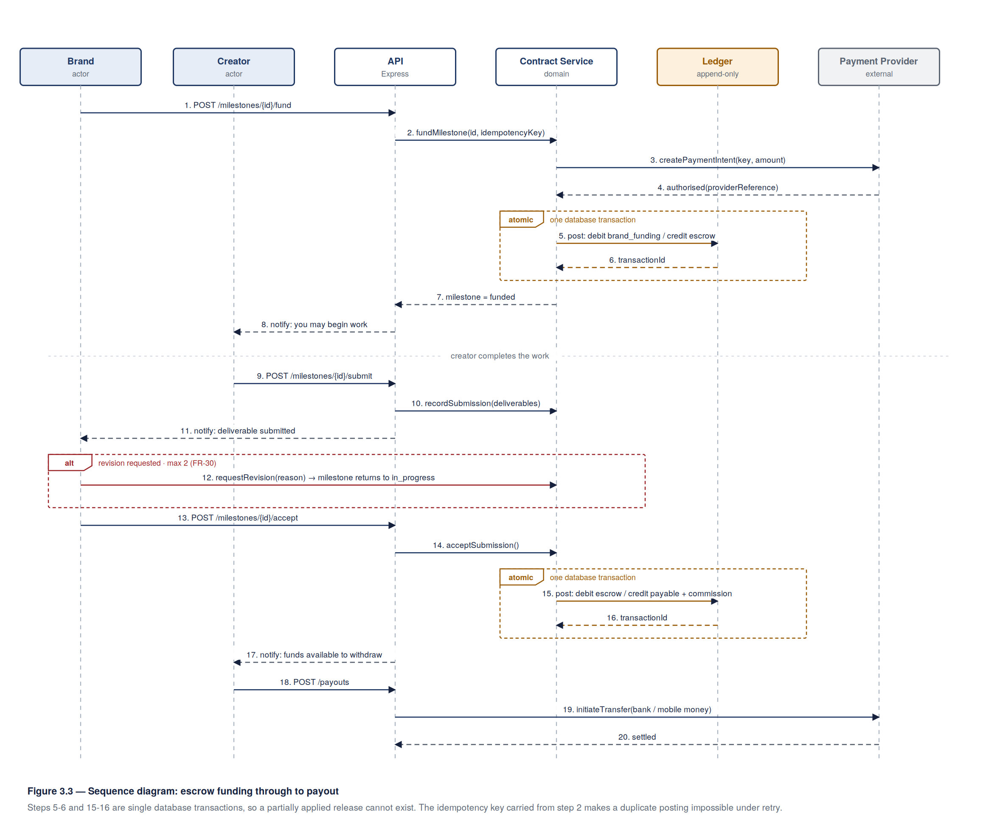 Brand
actor
Creator
actor
API
Express
Contract Service
domain
Ledger
append-only
Payment Provider
external
1. POST /milestones/{id}/fund
2. fundMilestone(id, idempotencyKey)
3. createPaymentIntent(key, amount)
4. authorised(providerReference)
atomic one database transaction
5. post: debit brand_funding / credit escrow
6. transactionId
7. milestone = funded
8. notify: you may begin work
creator completes the work
9. POST /milestones/{id}/submit
10. recordSubmission(deliverables)
11. notify: deliverable submitted
alt revision requested · max 2 (FR-30)
12. requestRevision(reason) → milestone returns to in_progress
13. POST /milestones/{id}/accept
14. acceptSubmission()
atomic one database transaction
15. post: debit escrow / credit payable + commission
16. transactionId
17. notify: funds available to withdraw
18. POST /payouts
19. initiateTransfer(bank / mobile money)
20. settled
Figure 3.3 — Sequence diagram: escrow funding through to payout
Steps 5-6 and 15-16 are single database transactions, so a partially applied release cannot exist. The idempotency key carried from step 2 makes a duplicate posting impossible under retry.